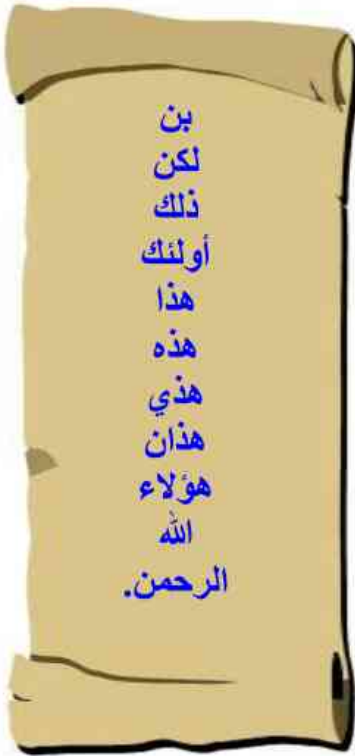 بن
لكن
ذلك
أولئك
هذا
هذه
هذي
هذان
هؤلاء
الله
الرحمن.